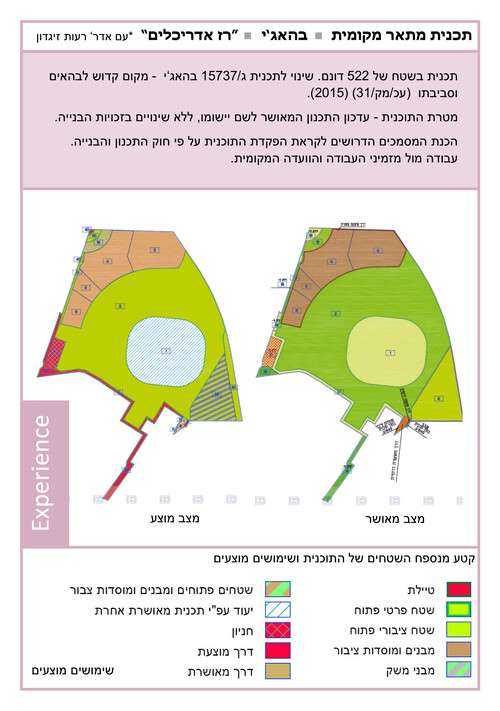 תכנית מתאר מקומית ■ בהאג'י ■ "רז אדריכלים" *עם אדר' רעות זיגדון
תכנית בשטח של 522 דונם. שינוי לתכנית ג/15737 בהאג'י - מקום קדוש לבהאים
וסביבתו (עכ/מק/31) (2015).
מטרת התוכנית - עדכון התכנון המאושר לשם יישומו, ללא שינויים בזכויות הבנייה.
הכנת המסמכים הדרושים לקראת הפקדת התוכנית על פי חוק התכנון והבנייה.
עבודה מול מזמיני העבודה והוועדה המקומית.
Experience
מצב מאושר
מצב מוצע
קטע מנספח השטחים של התוכנית ושימושים מוצעים
טיילת
שטח פרטי פתוח
שטח ציבורי פתוח
מבנים ומוסדות ציבור
מבני משק
שטחים פתוחים ומבנים ומוסדות צבור
יעוד עפ"י תכנית מאושרת אחרת
חניון
דרך מוצעת
דרך מאושרת
שימושים מוצעים